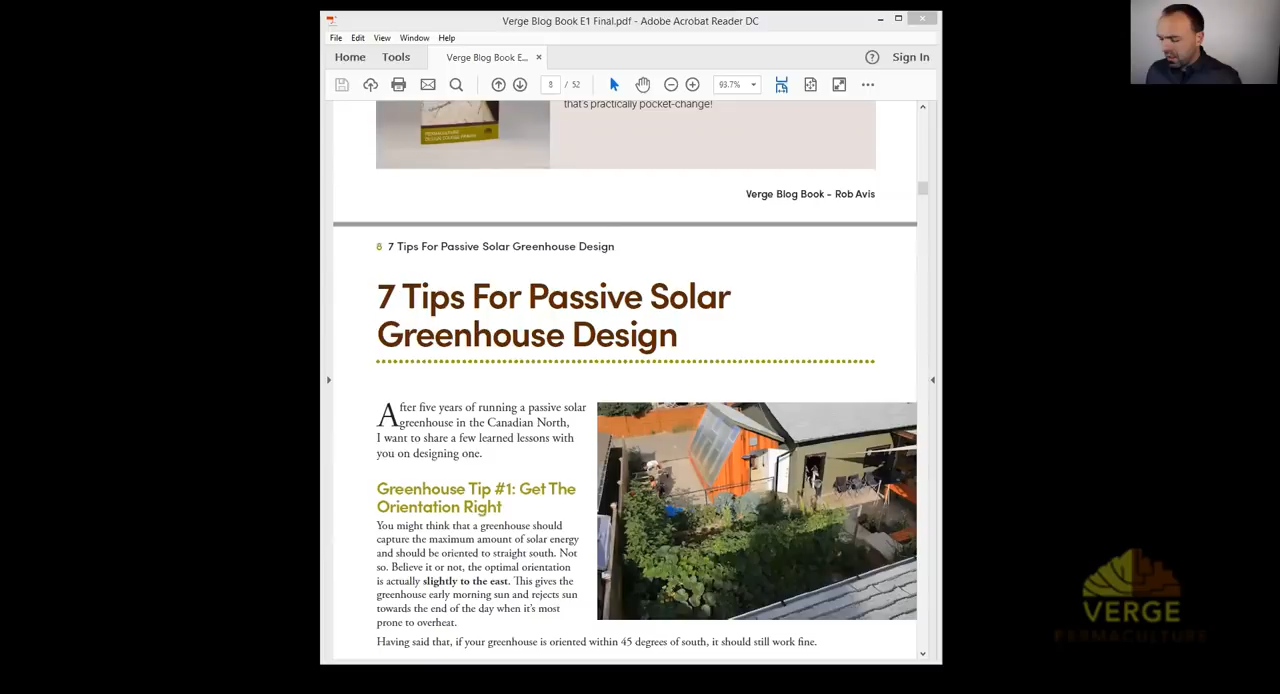 Verge Blog Book E1 Final.pdf - Adobe Acrobat Reader DC
File Edit View Window Help
Home Tools Verge Blog Book E... × Sign In
8 / 52 93.7%
that's practically pocket-change!
Verge Blog Book - Rob Avis
8 7 Tips For Passive Solar Greenhouse Design
7 Tips For Passive Solar
Greenhouse Design
After five years of running a passive solar
greenhouse in the Canadian North,
I want to share a few learned lessons with
you on designing one.
Greenhouse Tip #1: Get The
Orientation Right
You might think that a greenhouse should
capture the maximum amount of solar energy
and should be oriented to straight south. Not
so. Believe it or not, the optimal orientation
is actually slightly to the east. This gives the
greenhouse early morning sun and rejects sun
towards the end of the day when it's most
prone to overheat.
Having said that, if your greenhouse is oriented within 45 degrees of south, it should still work fine.
VERGE
PERMACULTURE